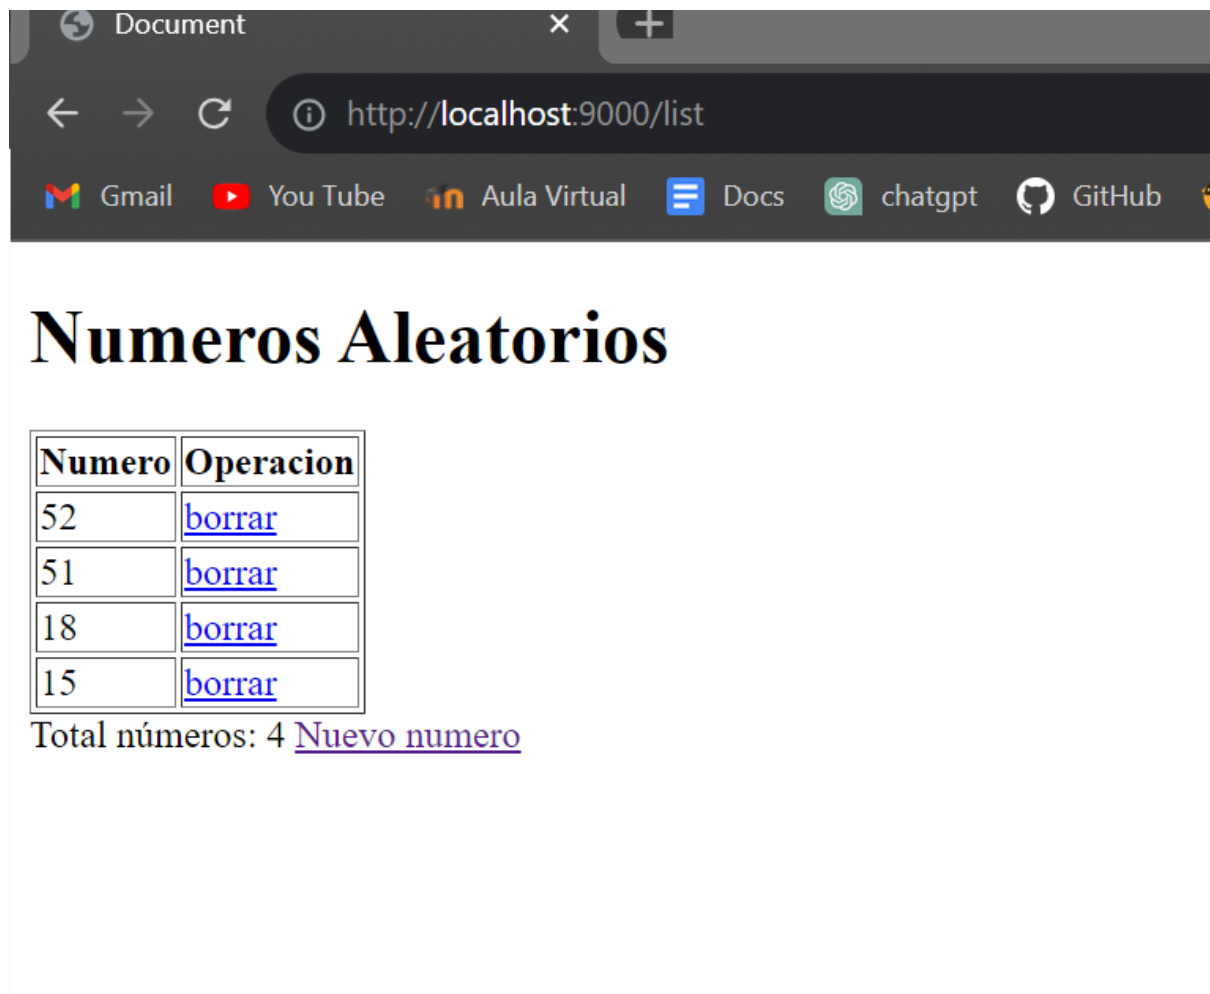 Document
http://localhost:9000/list
Gmail You Tube Aula Virtual Docs chatgpt GitHub
Numeros Aleatorios
Numero Operacion
52 borrar
51 borrar
18 borrar
15 borrar
Total números: 4 Nuevo numero